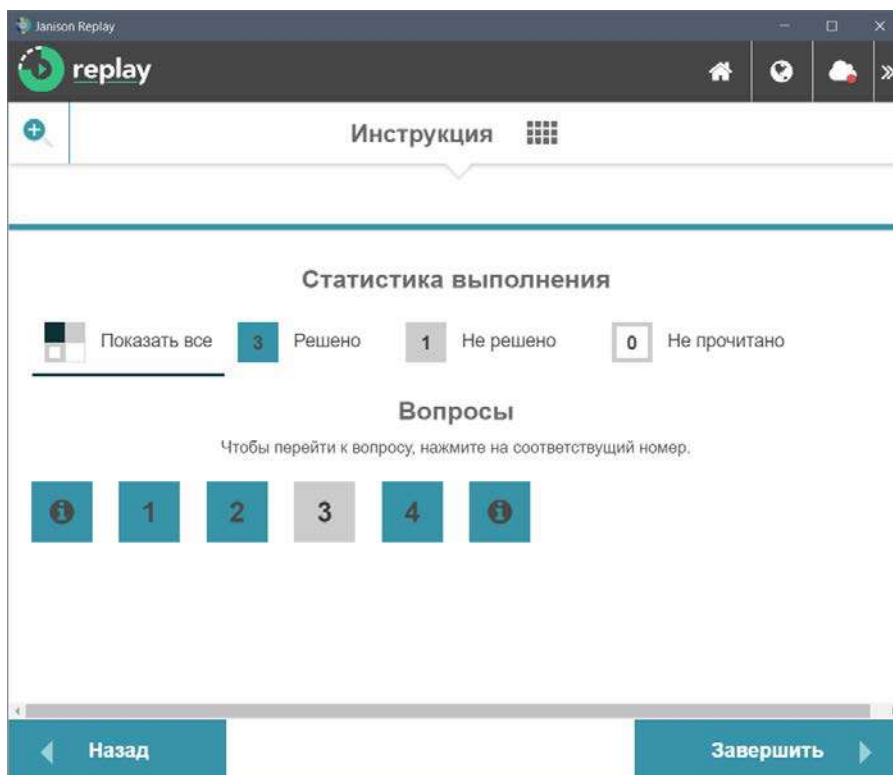 Janison Replay
replay
Инструкция
Статистика выполнения
Показать все 3 Решено 1 Не решено 0 Не прочитано
Вопросы
Чтобы перейти к вопросу, нажмите на соответствущий номер.
1 2 3 4
Назад Завершить